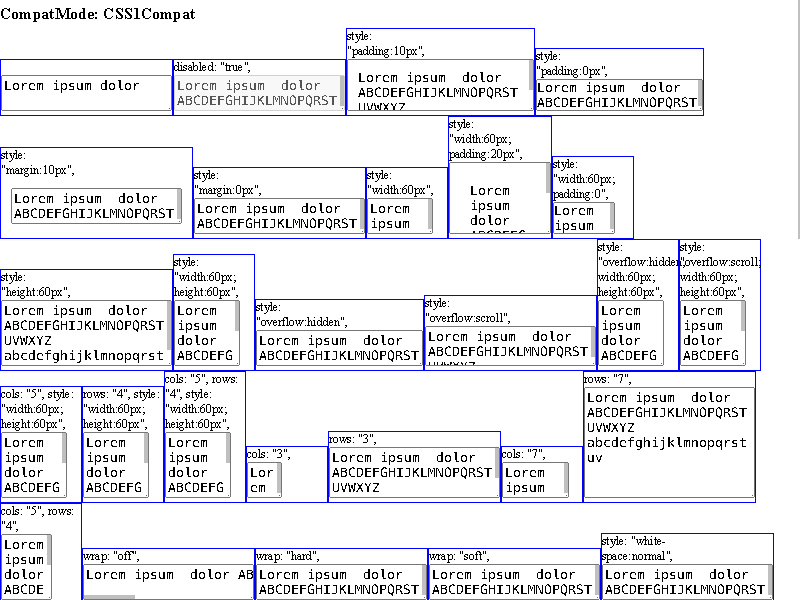 CompatMode: CSS1Compat
Lorem ipsum  dolor
disabled: "true",
Lorem ipsum  dolor
ABCDEFGHIJKLMNOPQRST
style:
"padding:10px",
Lorem ipsum  dolor
ABCDEFGHIJKLMNOPQRST
UVWXYZ
style:
"padding:0px",
Lorem ipsum  dolor
ABCDEFGHIJKLMNOPQRST
style:
"margin:10px",
Lorem ipsum  dolor
ABCDEFGHIJKLMNOPQRST
style:
"margin:0px",
Lorem ipsum  dolor
ABCDEFGHIJKLMNOPQRST
style:
"width:60px",
Lorem
ipsum
style:
"width:60px;
padding:20px",
Lorem
ipsum
dolor
ABCDEFG
style:
"width:60px;
padding:0",
Lorem
ipsum
style:
"height:60px",
Lorem ipsum  dolor
ABCDEFGHIJKLMNOPQRST
UVWXYZ
abcdefghijklmnopqrst
style:
"width:60px;
height:60px",
Lorem
ipsum
dolor
ABCDEFG
style:
"overflow:hidden",
Lorem ipsum  dolor
ABCDEFGHIJKLMNOPQRST
style:
"overflow:scroll",
Lorem ipsum  dolor
ABCDEFGHIJKLMNOPQRST
style:
"overflow:hidden;
width:60px;
height:60px",
Lorem
ipsum
dolor
ABCDEFG
style:
"overflow:scroll;
width:60px;
height:60px",
Lorem
ipsum
dolor
ABCDEFG
cols: "5", style:
"width:60px;
height:60px",
Lorem
ipsum
dolor
ABCDEFG
rows: "4", style:
"width:60px;
height:60px",
Lorem
ipsum
dolor
ABCDEFG
cols: "5", rows:
"4", style:
"width:60px;
height:60px",
Lorem
ipsum
dolor
ABCDEFG
cols: "3",
Lor
em
rows: "3",
Lorem ipsum  dolor
ABCDEFGHIJKLMNOPQRST
UVWXYZ
cols: "7",
Lorem
ipsum
rows: "7",
Lorem ipsum  dolor
ABCDEFGHIJKLMNOPQRST
UVWXYZ
abcdefghijklmnopqrst
uv
cols: "5", rows:
"4",
Lorem
ipsum
dolor
ABCDE
wrap: "off",
Lorem ipsum  dolor AB
wrap: "hard",
Lorem ipsum  dolor
ABCDEFGHIJKLMNOPQRST
wrap: "soft",
Lorem ipsum  dolor
ABCDEFGHIJKLMNOPQRST
style: "white-
space:normal",
Lorem ipsum  dolor
ABCDEFGHIJKLMNOPQRST